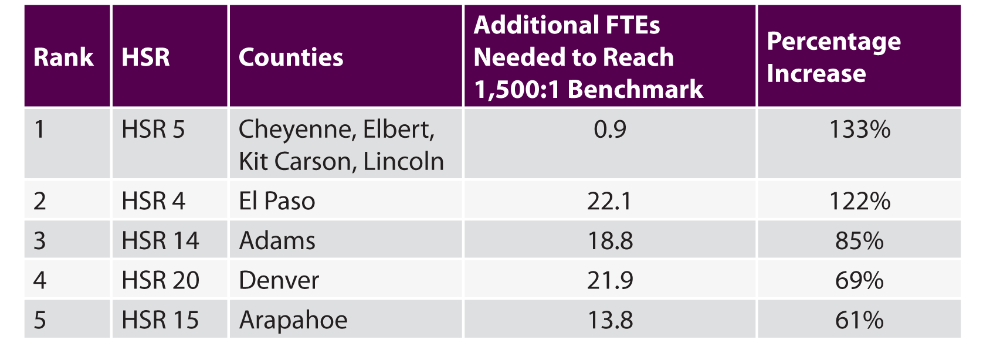 Rank HSR Counties Additional FTEs Needed to Reach 1,500:1 Benchmark Percentage Increase
1 HSR 5 Cheyenne, Elbert, 0.9 133%
Kit Carson, Lincoln
2 HSR 4 El Paso 22.1 122%
3 HSR 14 Adams 18.8 85%
4 HSR 20 Denver 21.9 69%
5 HSR 15 Arapahoe 13.8 61%